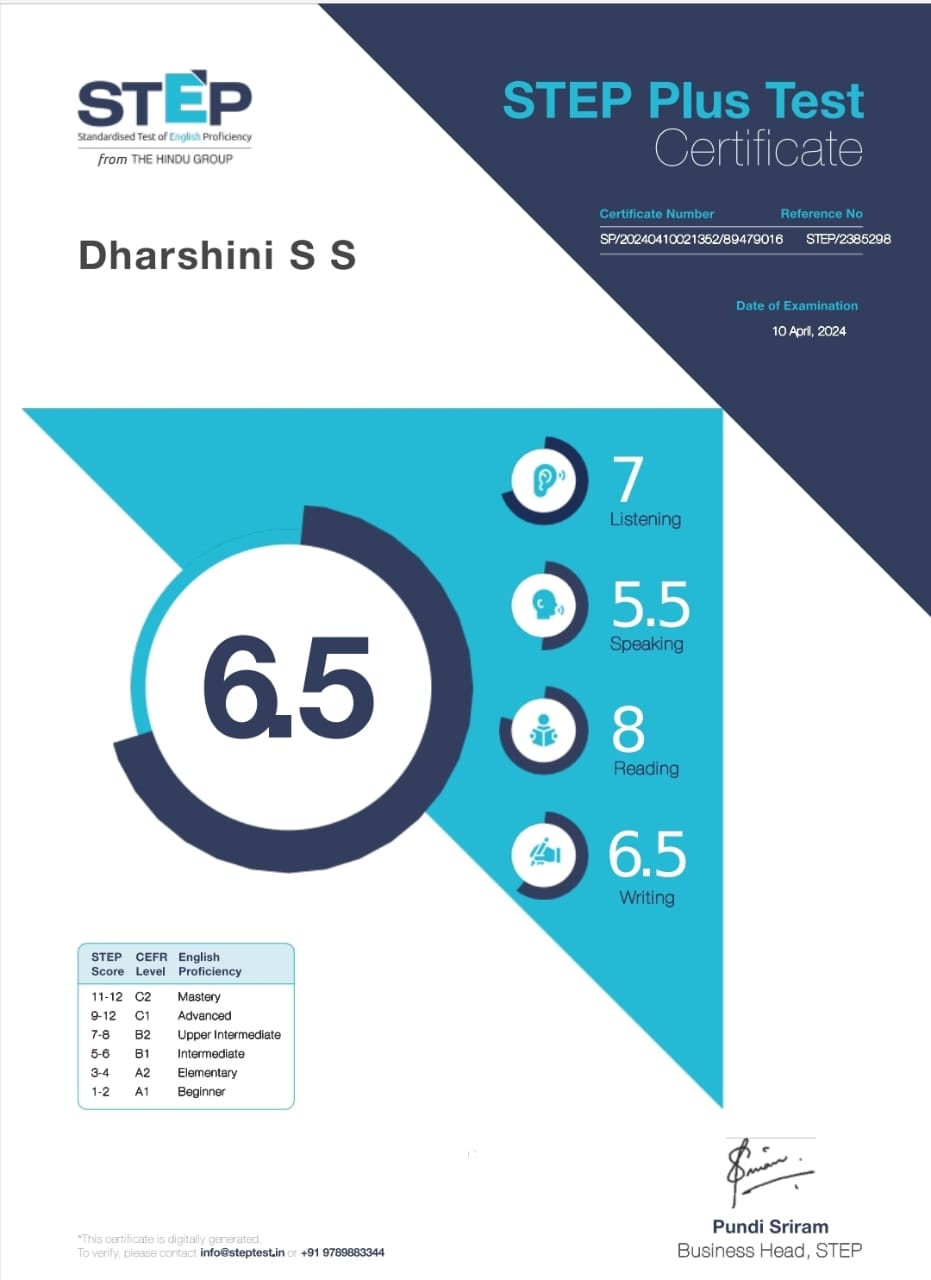 STEP
Standardised Test of English Proficiency
from THE HINDU GROUP
STEP Plus Test
Certificate
Certificate Number Reference No
SP/20240410021352/89479016 STEP/2385298
Dharshini S S
Date of Examination
10 April, 2024
7
Listening
5.5
Speaking
6.5
8
Reading
6.5
Writing
STEP Score CEFR Level English Proficiency
11-12 C2 Mastery
9-12 C1 Advanced
7-8 B2 Upper Intermediate
5-6 B1 Intermediate
3-4 A2 Elementary
1-2 A1 Beginner
Pundi Sriram
Business Head, STEP
*This certificate is digitally generated.
To verify, please contact info@steptest.in or +91 9789883344